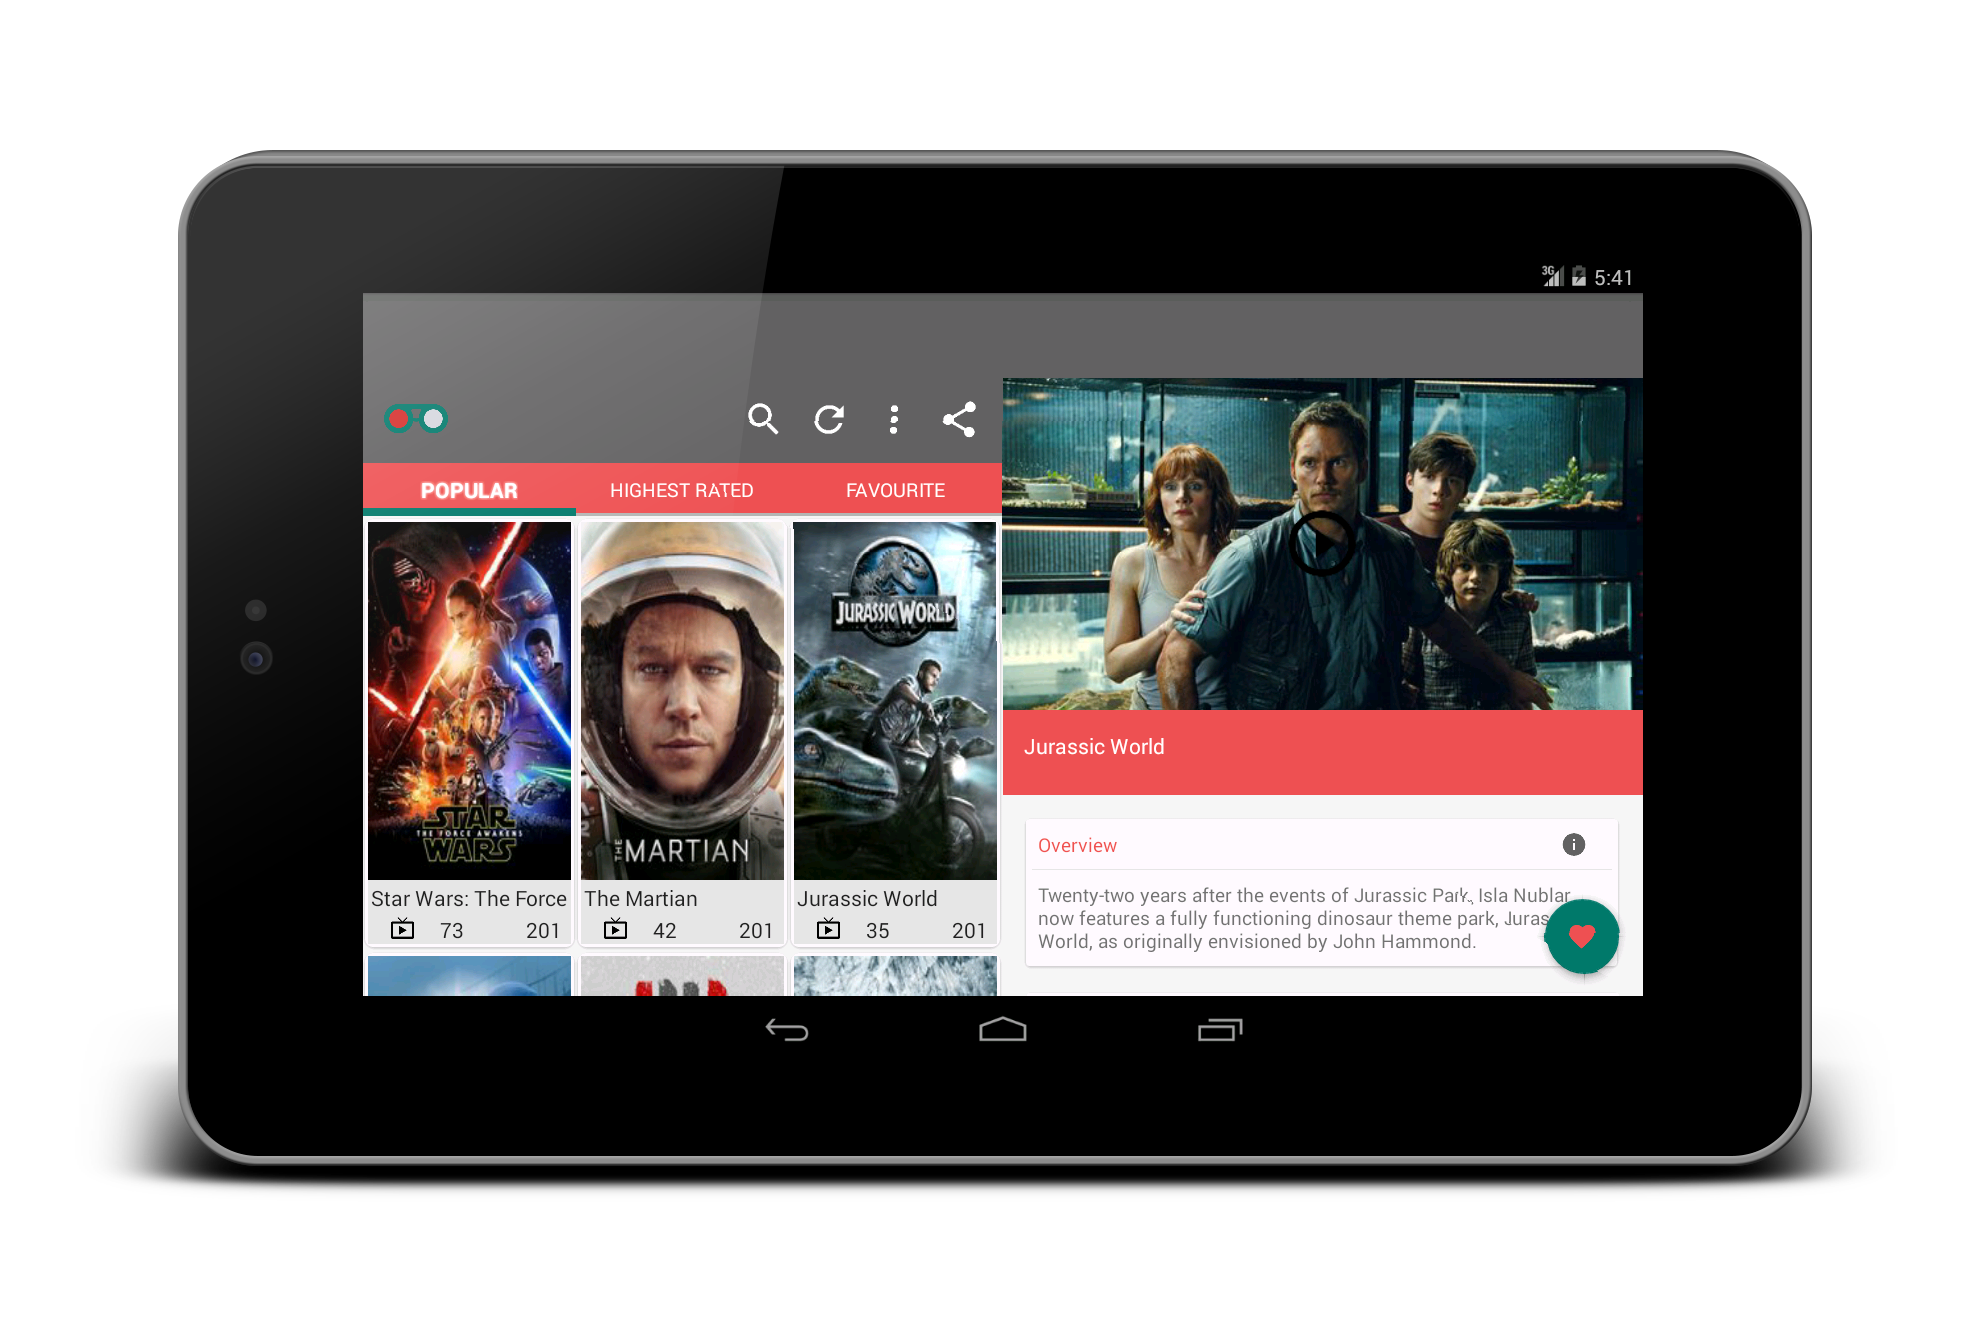 3G 5:41
POPULAR HIGHEST RATED FAVOURITE
JURASSIC WORLD
STAR
THE FORCE AWAKENS
WARS
THE MARTIAN
Star Wars: The Force
73 201
The Martian
42 201
Jurassic World
35 201
Jurassic World
Overview
Twenty-two years after the events of Jurassic Park, Isla Nublar
now features a fully functioning dinosaur theme park, Juras
World, as originally envisioned by John Hammond.